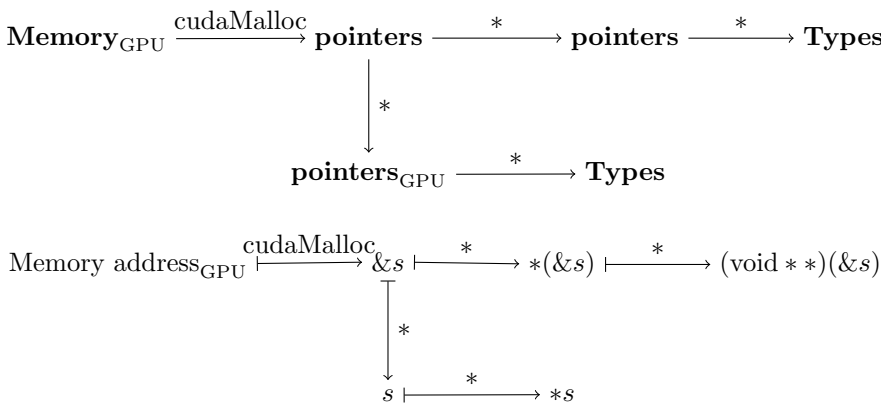 cudaMalloc * *
Memory_GPU pointers pointers Types
*
*
pointers_GPU Types
cudaMalloc * *
Memory address_GPU &s *(&s) (void * *)(&s)
*
*
s *s